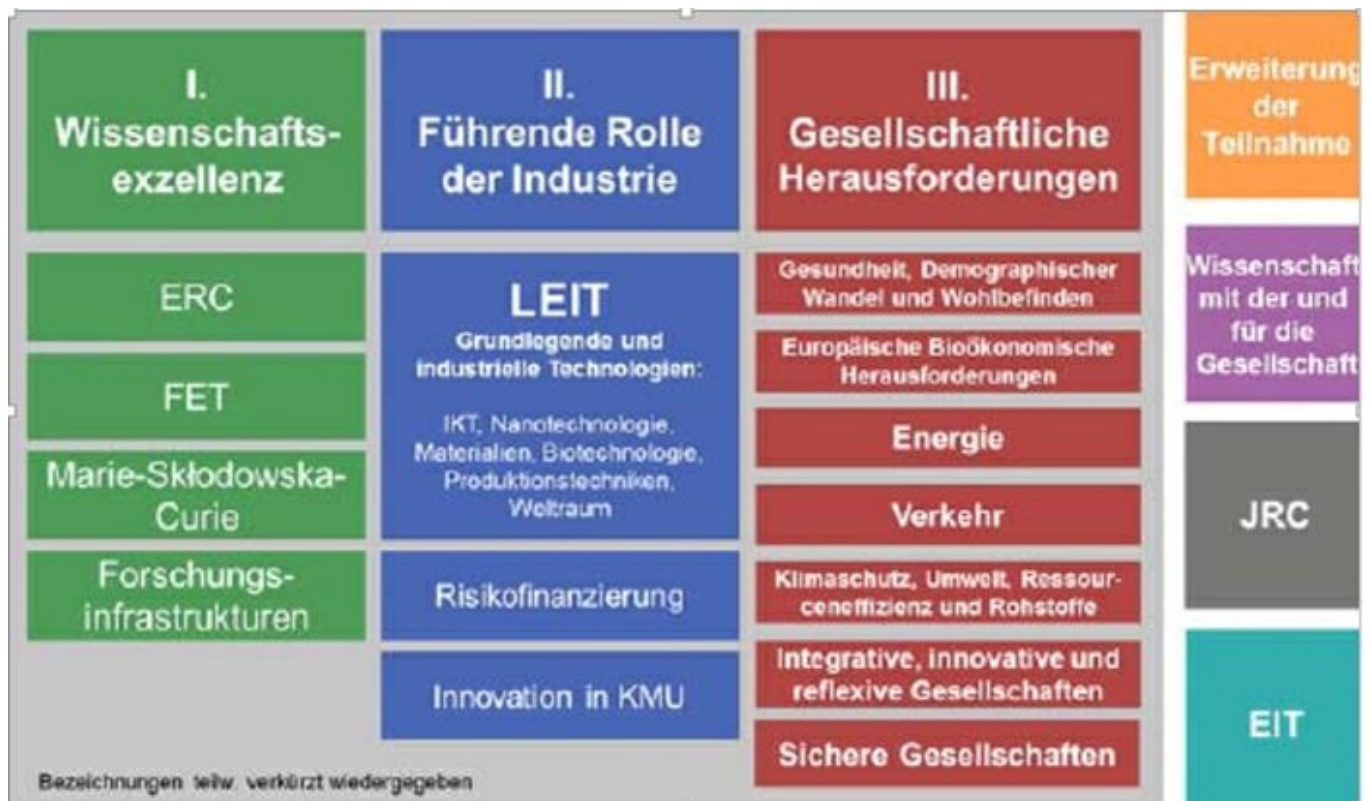 I.
Wissenschafts-
exzellenz
ERC
FET
Marie-Skłodowska-
Curie
Forschungs-
infrastrukturen
II.
Führende Rolle
der Industrie
LEIT
Grundlegende und
industrielle Technologien:
IKT, Nanotechnologie,
Materialien, Biotechnologie,
Produktionstechniken,
Weltraum
Risikofinanzierung
Innovation in KMU
III.
Gesellschaftliche
Herausforderungen
Gesundheit, Demographischer
Wandel und Wohlbefinden
Europäische Bioökonomische
Herausforderungen
Energie
Verkehr
Klimaschutz, Umwelt, Ressour-
ceneffizienz und Rohstoffe
Integrative, innovative und
reflexive Gesellschaften
Sichere Gesellschaften
Erweiterung
der
Teilnahme
Wissenschaft
mit der und
für die
Gesellschaft
JRC
EIT
Bezeichnungen teilw. verkürzt wiedergegeben